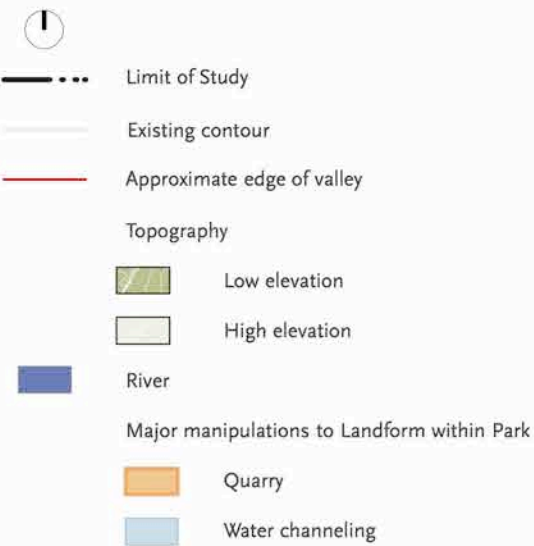 Limit of Study
Existing contour
Approximate edge of valley
Topography
Low elevation
High elevation
River
Major manipulations to Landform within Park
Quarry
Water channeling